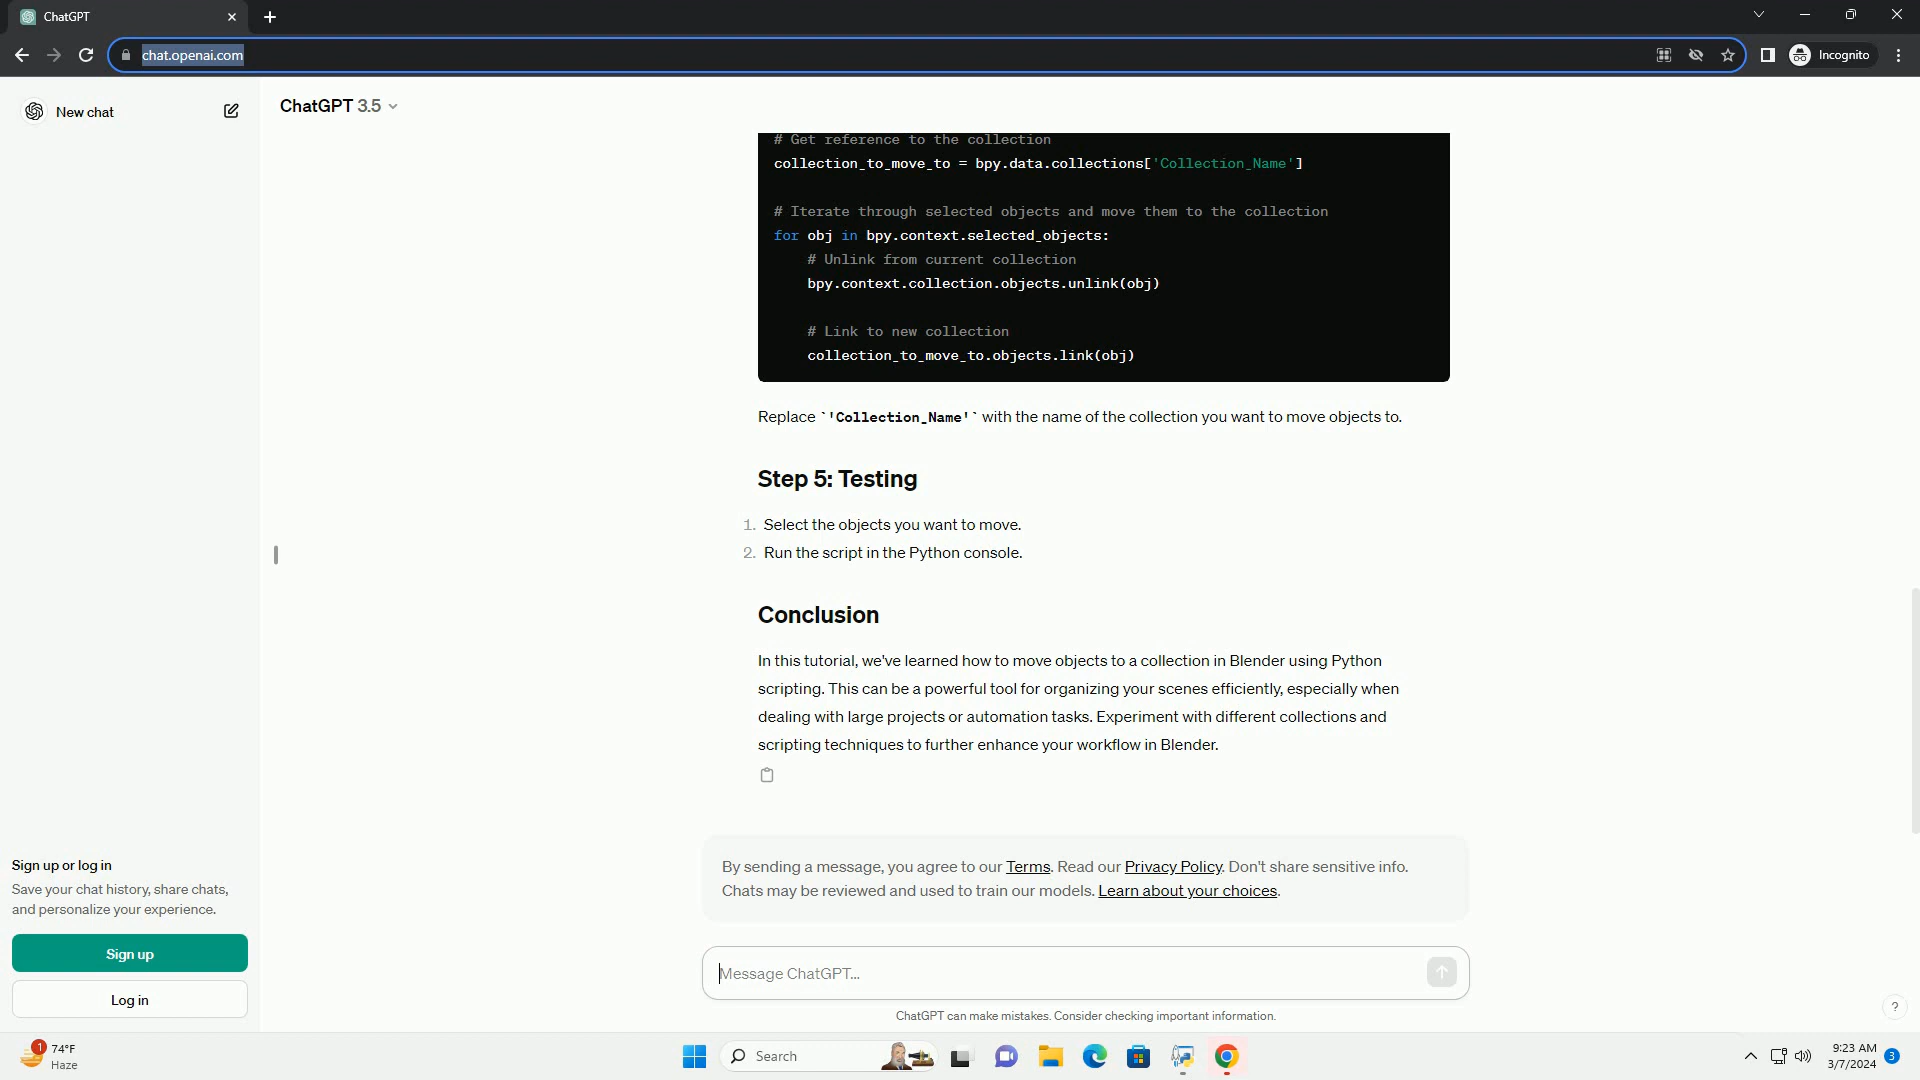 ChatGPT
chat.openai.com
Incognito
New chat
ChatGPT 3.5
# Get reference to the collection
collection_to_move_to = bpy.data.collections['Collection_Name']
# Iterate through selected objects and move them to the collection
for obj in bpy.context.selected_objects:
# Unlink from current collection
bpy.context.collection.objects.unlink(obj)
# Link to new collection
collection_to_move_to.objects.link(obj)
Replace `'Collection_Name'` with the name of the collection you want to move objects to.
Step 5: Testing
1. Select the objects you want to move.
2. Run the script in the Python console.
Conclusion
In this tutorial, we've learned how to move objects to a collection in Blender using Python
scripting. This can be a powerful tool for organizing your scenes efficiently, especially when
dealing with large projects or automation tasks. Experiment with different collections and
scripting techniques to further enhance your workflow in Blender.
Sign up or log in
Save your chat history, share chats,
and personalize your experience.
Sign up
Log in
By sending a message, you agree to our Terms. Read our Privacy Policy. Don't share sensitive info.
Chats may be reviewed and used to train our models. Learn about your choices.
Message ChatGPT...
ChatGPT can make mistakes. Consider checking important information.
?
1
74°F
Haze
Search
9:23 AM
3/7/2024
3